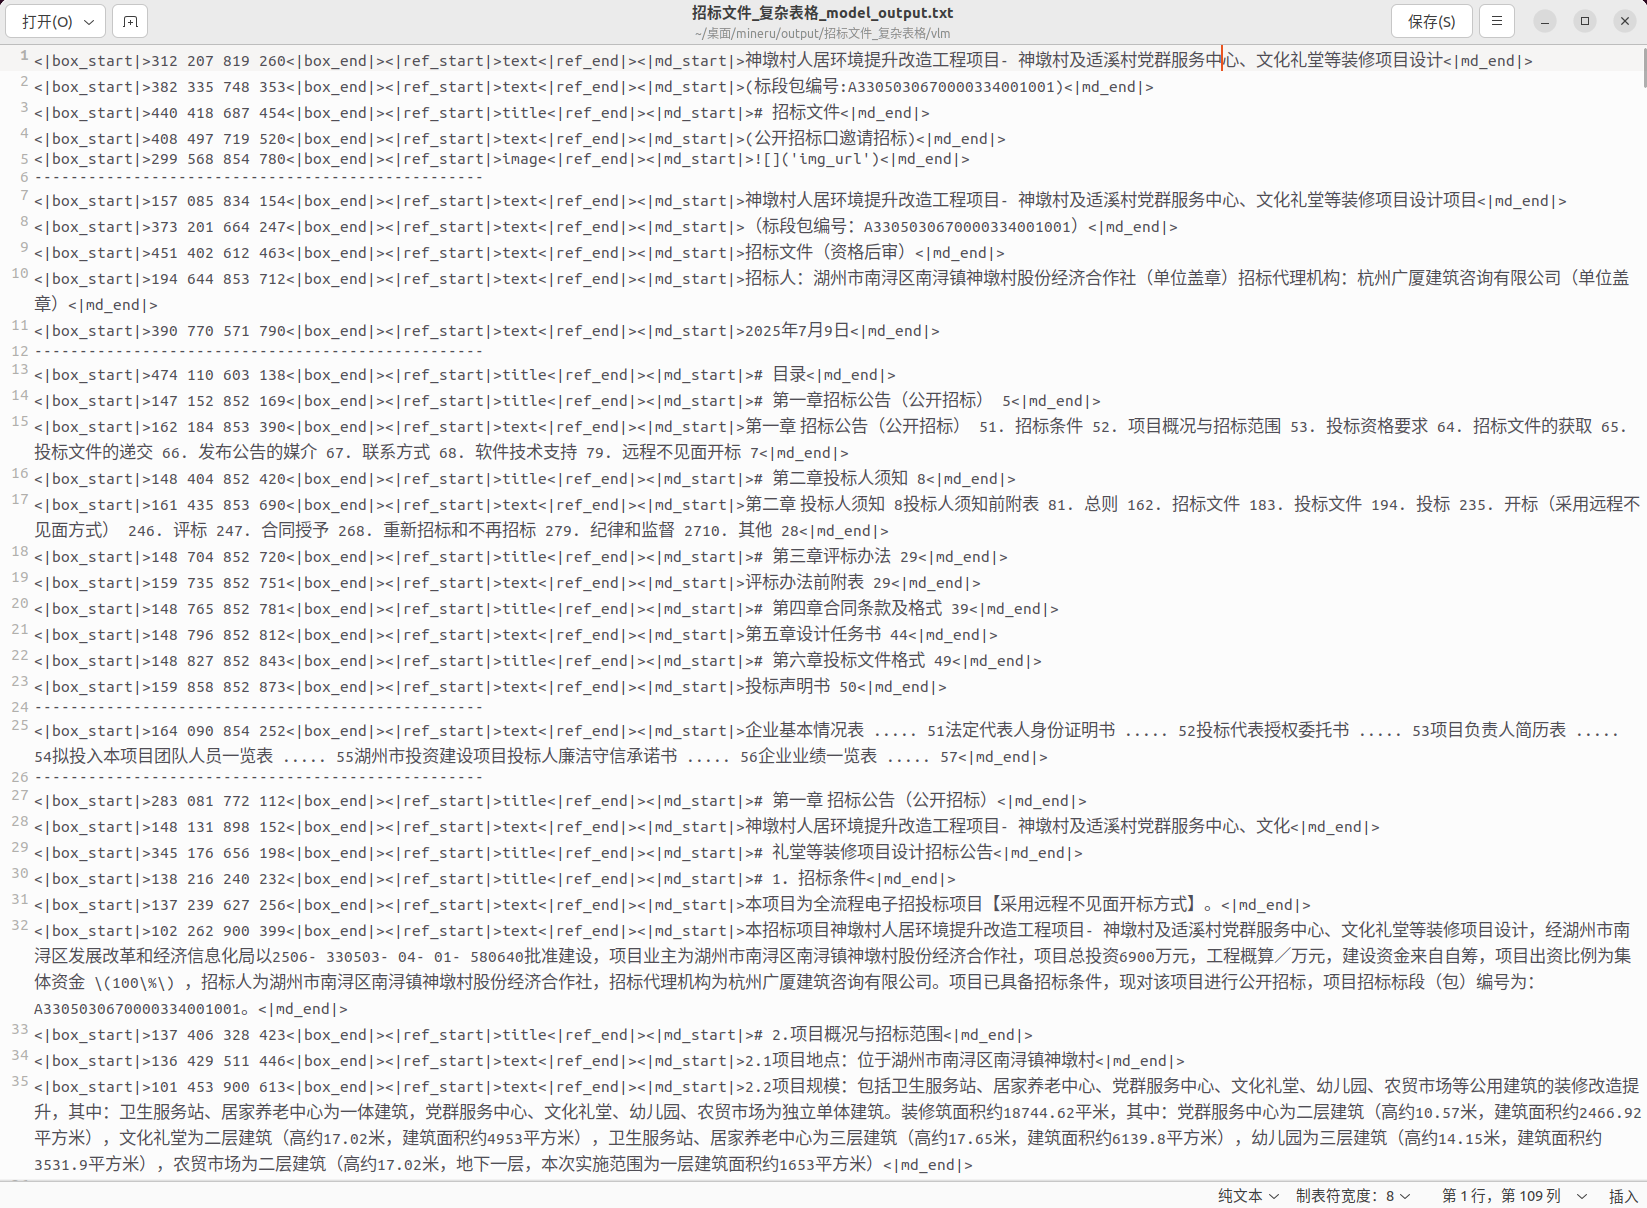 打开(O)
招标文件_复杂表格_model_output.txt
~/桌面/mineru/output/招标文件_复杂表格/vlm
保存(S)
1 <|box_start|>312 207 819 260<|box_end|><|ref_start|>text<|ref_end|><|md_start|>神墩村人居环境提升改造工程项目- 神墩村及适溪村党群服务中心、文化礼堂等装修项目设计<|md_end|>
2 <|box_start|>382 335 748 353<|box_end|><|ref_start|>text<|ref_end|><|md_start|>(标段包编号:A3305030670000334001001)<|md_end|>
3 <|box_start|>440 418 687 454<|box_end|><|ref_start|>title<|ref_end|><|md_start|># 招标文件<|md_end|>
4 <|box_start|>408 497 719 520<|box_end|><|ref_start|>text<|ref_end|><|md_start|>(公开招标口邀请招标)<|md_end|>
5 <|box_start|>299 568 854 780<|box_end|><|ref_start|>image<|ref_end|><|md_start|>![]('img_url')<|md_end|>
6 --------------------------------------------------
7 <|box_start|>157 085 834 154<|box_end|><|ref_start|>text<|ref_end|><|md_start|>神墩村人居环境提升改造工程项目- 神墩村及适溪村党群服务中心、文化礼堂等装修项目设计项目<|md_end|>
8 <|box_start|>373 201 664 247<|box_end|><|ref_start|>text<|ref_end|><|md_start|>（标段包编号：A3305030670000334001001）<|md_end|>
9 <|box_start|>451 402 612 463<|box_end|><|ref_start|>text<|ref_end|><|md_start|>招标文件（资格后审）<|md_end|>
10 <|box_start|>194 644 853 712<|box_end|><|ref_start|>text<|ref_end|><|md_start|>招标人：湖州市南浔区南浔镇神墩村股份经济合作社（单位盖章）招标代理机构：杭州广厦建筑咨询有限公司（单位盖
章）<|md_end|>
11 <|box_start|>390 770 571 790<|box_end|><|ref_start|>text<|ref_end|><|md_start|>2025年7月9日<|md_end|>
12 --------------------------------------------------
13 <|box_start|>474 110 603 138<|box_end|><|ref_start|>title<|ref_end|><|md_start|># 目录<|md_end|>
14 <|box_start|>147 152 852 169<|box_end|><|ref_start|>title<|ref_end|><|md_start|># 第一章招标公告（公开招标） 5<|md_end|>
15 <|box_start|>162 184 853 390<|box_end|><|ref_start|>text<|ref_end|><|md_start|>第一章 招标公告（公开招标） 51. 招标条件 52. 项目概况与招标范围 53. 投标资格要求 64. 招标文件的获取 65.
投标文件的递交 66. 发布公告的媒介 67. 联系方式 68. 软件技术支持 79. 远程不见面开标 7<|md_end|>
16 <|box_start|>148 404 852 420<|box_end|><|ref_start|>title<|ref_end|><|md_start|># 第二章投标人须知 8<|md_end|>
17 <|box_start|>161 435 853 690<|box_end|><|ref_start|>text<|ref_end|><|md_start|>第二章 投标人须知 8投标人须知前附表 81. 总则 162. 招标文件 183. 投标文件 194. 投标 235. 开标（采用远程不
见面方式） 246. 评标 247. 合同授予 268. 重新招标和不再招标 279. 纪律和监督 2710. 其他 28<|md_end|>
18 <|box_start|>148 704 852 720<|box_end|><|ref_start|>title<|ref_end|><|md_start|># 第三章评标办法 29<|md_end|>
19 <|box_start|>159 735 852 751<|box_end|><|ref_start|>text<|ref_end|><|md_start|>评标办法前附表 29<|md_end|>
20 <|box_start|>148 765 852 781<|box_end|><|ref_start|>title<|ref_end|><|md_start|># 第四章合同条款及格式 39<|md_end|>
21 <|box_start|>148 796 852 812<|box_end|><|ref_start|>text<|ref_end|><|md_start|>第五章设计任务书 44<|md_end|>
22 <|box_start|>148 827 852 843<|box_end|><|ref_start|>title<|ref_end|><|md_start|># 第六章投标文件格式 49<|md_end|>
23 <|box_start|>159 858 852 873<|box_end|><|ref_start|>text<|ref_end|><|md_start|>投标声明书 50<|md_end|>
24 --------------------------------------------------
25 <|box_start|>164 090 854 252<|box_end|><|ref_start|>text<|ref_end|><|md_start|>企业基本情况表 ..... 51法定代表人身份证明书 ..... 52投标代表授权委托书 ..... 53项目负责人简历表 .....
54拟投入本项目团队人员一览表 ..... 55湖州市投资建设项目投标人廉洁守信承诺书 ..... 56企业业绩一览表 ..... 57<|md_end|>
26 --------------------------------------------------
27 <|box_start|>283 081 772 112<|box_end|><|ref_start|>title<|ref_end|><|md_start|># 第一章 招标公告（公开招标）<|md_end|>
28 <|box_start|>148 131 898 152<|box_end|><|ref_start|>text<|ref_end|><|md_start|>神墩村人居环境提升改造工程项目- 神墩村及适溪村党群服务中心、文化<|md_end|>
29 <|box_start|>345 176 656 198<|box_end|><|ref_start|>title<|ref_end|><|md_start|># 礼堂等装修项目设计招标公告<|md_end|>
30 <|box_start|>138 216 240 232<|box_end|><|ref_start|>title<|ref_end|><|md_start|># 1. 招标条件<|md_end|>
31 <|box_start|>137 239 627 256<|box_end|><|ref_start|>text<|ref_end|><|md_start|>本项目为全流程电子招投标项目【采用远程不见面开标方式】。<|md_end|>
32 <|box_start|>102 262 900 399<|box_end|><|ref_start|>text<|ref_end|><|md_start|>本招标项目神墩村人居环境提升改造工程项目- 神墩村及适溪村党群服务中心、文化礼堂等装修项目设计，经湖州市南
浔区发展改革和经济信息化局以2506- 330503- 04- 01- 580640批准建设，项目业主为湖州市南浔区南浔镇神墩村股份经济合作社，项目总投资6900万元，工程概算／万元，建设资金来自自筹，项目出资比例为集
体资金 \(100\%\) ，招标人为湖州市南浔区南浔镇神墩村股份经济合作社，招标代理机构为杭州广厦建筑咨询有限公司。项目已具备招标条件，现对该项目进行公开招标，项目招标标段（包）编号为：
A3305030670000334001001。<|md_end|>
33 <|box_start|>137 406 328 423<|box_end|><|ref_start|>title<|ref_end|><|md_start|># 2.项目概况与招标范围<|md_end|>
34 <|box_start|>136 429 511 446<|box_end|><|ref_start|>text<|ref_end|><|md_start|>2.1项目地点：位于湖州市南浔区南浔镇神墩村<|md_end|>
35 <|box_start|>101 453 900 613<|box_end|><|ref_start|>text<|ref_end|><|md_start|>2.2项目规模：包括卫生服务站、居家养老中心、党群服务中心、文化礼堂、幼儿园、农贸市场等公用建筑的装修改造提
升，其中：卫生服务站、居家养老中心为一体建筑，党群服务中心、文化礼堂、幼儿园、农贸市场为独立单体建筑。装修筑面积约18744.62平米，其中：党群服务中心为二层建筑（高约10.57米，建筑面积约2466.92
平方米），文化礼堂为二层建筑（高约17.02米，建筑面积约4953平方米），卫生服务站、居家养老中心为三层建筑（高约17.65米，建筑面积约6139.8平方米），幼儿园为三层建筑（高约14.15米，建筑面积约
3531.9平方米），农贸市场为二层建筑（高约17.02米，地下一层，本次实施范围为一层建筑面积约1653平方米）<|md_end|>
纯文本 制表符宽度：8 第 1 行，第 109 列 插入